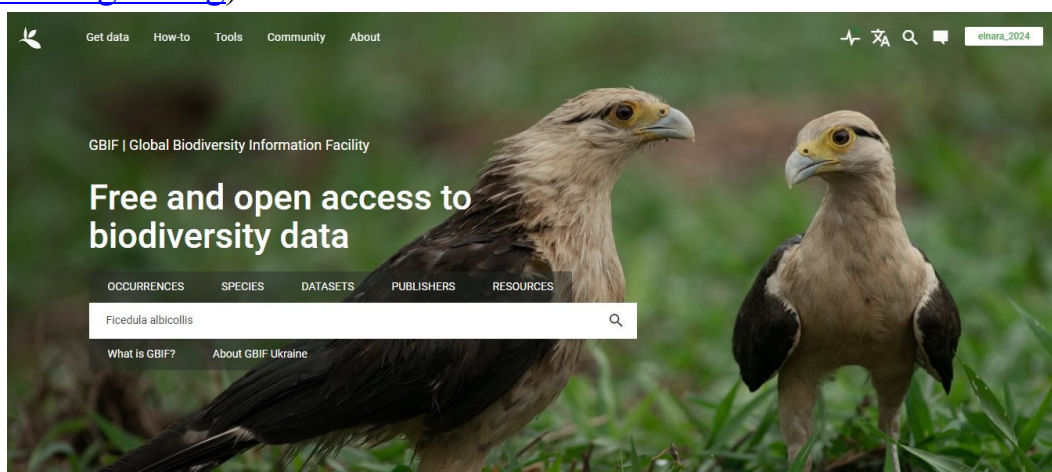 Get data How-to Tools Community About elnara_2024
GBIF | Global Biodiversity Information Facility
Free and open access to
biodiversity data
OCCURRENCES SPECIES DATASETS PUBLISHERS RESOURCES
Ficedula albicollis
What is GBIF? About GBIF Ukraine